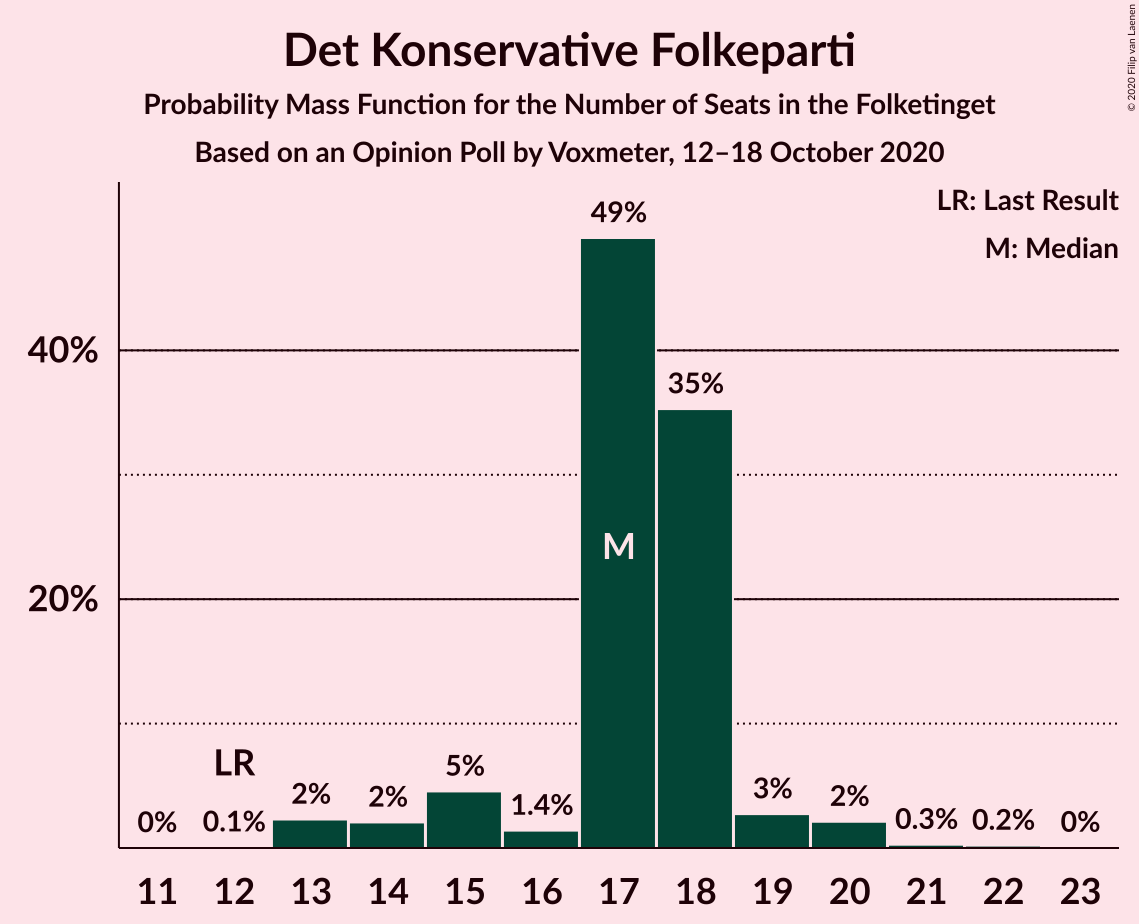 Det Konservative Folkeparti
Probability Mass Function for the Number of Seats in the Folketinget
Based on an Opinion Poll by Voxmeter, 12–18 October 2020
© 2020 Filip van Laenen
LR: Last Result
M: Median
49%
40%
35%
M
20%
LR
0%
0.1%
2%
2%
5%
1.4%
3%
2%
0.3%
0.2%
0%
11 12 13 14 15 16 17 18 19 20 21 22 23